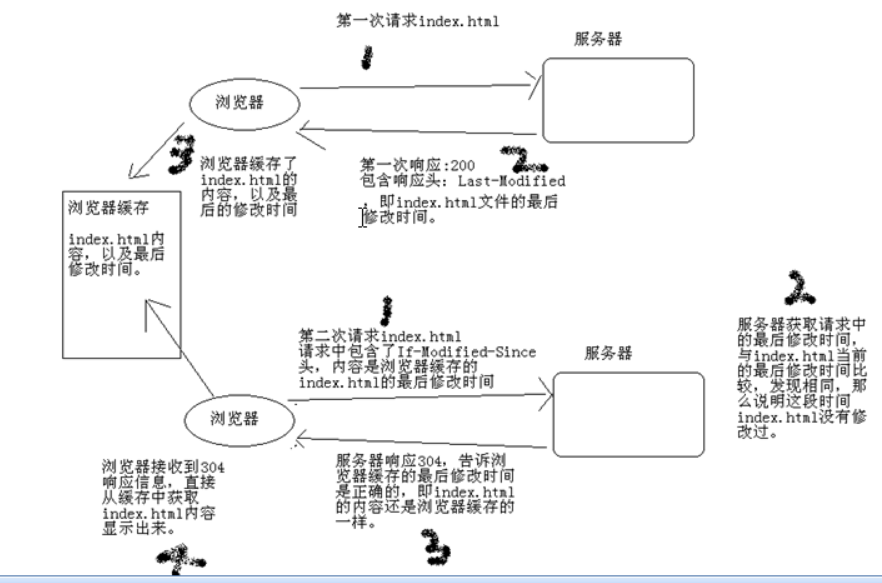 第一次请求index.html
服务器
1
浏览器
3
浏览器缓存了
index.html的
内容，以及最
后的修改时间
2
第一次响应:200
包含响应头：Last-Modified
，即index.html文件的最后
修改时间。
浏览器缓存
index.html内
容，以及最后
修改时间。
1
第二次请求index.html
请求中包含了If-Modified-Since
头，内容是浏览器缓存的
index.html的最后修改时间
服务器
2
服务器获取请求中
的最后修改时间，
与index.html当前
的最后修改时间比
较，发现相同，那
么说明这段时间
index.html没有修
改过。
浏览器
浏览器接收到304
响应信息，直接
从缓存中获取
index.html内容
显示出来。
4
服务器响应304，告诉浏
览器缓存的最后修改时间
是正确的，即index.html
的内容还是浏览器缓存的
一样。
3